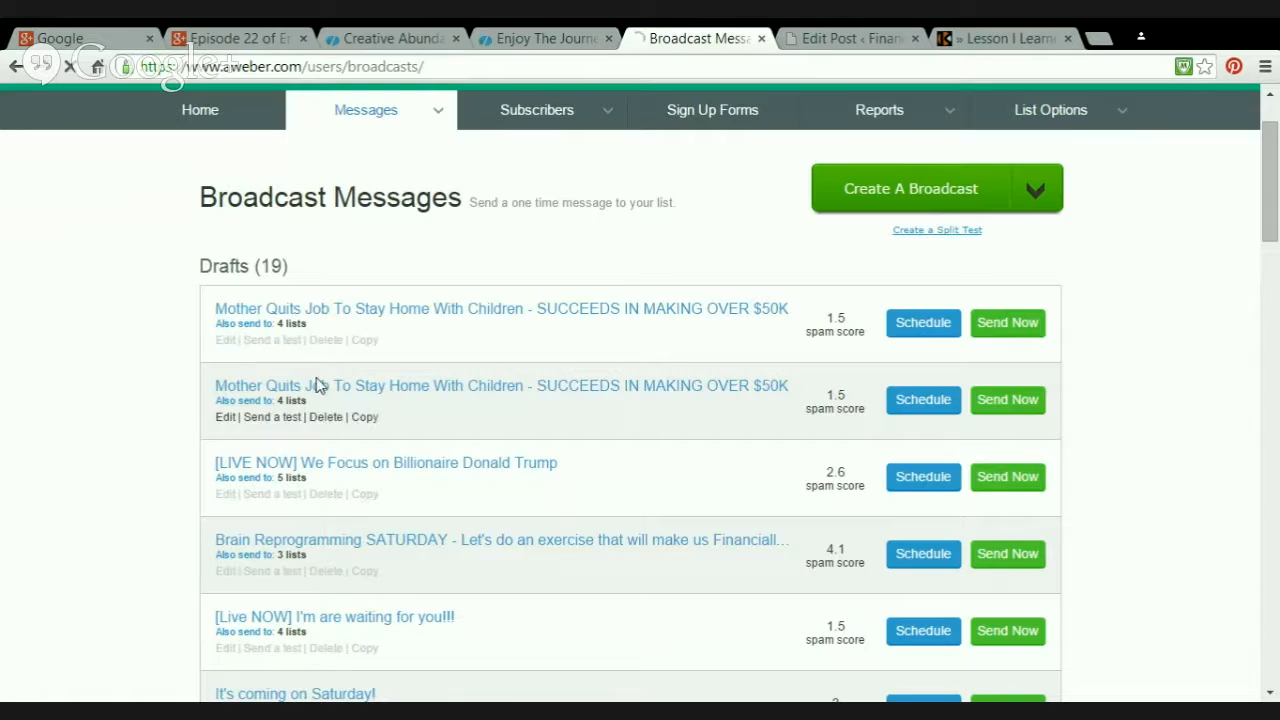 Google
Episode 22 of E
Creative Abunda
Enjoy The Journe
Broadcast Messa
Edit Post ‹ Finan
» Lesson I Learn
Google+
https://www.aweber.com/users/broadcasts/
Home
Messages
Subscribers
Sign Up Forms
Reports
List Options
Broadcast Messages Send a one time message to your list.
Create A Broadcast
Create a Split Test
Drafts (19)
Mother Quits Job To Stay Home With Children - SUCCEEDS IN MAKING OVER $50K
Also send to: 4 lists
Edit | Send a test | Delete | Copy
1.5
spam score
Schedule
Send Now
Mother Quits Job To Stay Home With Children - SUCCEEDS IN MAKING OVER $50K
Also send to: 4 lists
Edit | Send a test | Delete | Copy
1.5
spam score
Schedule
Send Now
[LIVE NOW] We Focus on Billionaire Donald Trump
Also send to: 5 lists
Edit | Send a test | Delete | Copy
2.6
spam score
Schedule
Send Now
Brain Reprogramming SATURDAY - Let's do an exercise that will make us Financiall...
Also send to: 3 lists
Edit | Send a test | Delete | Copy
4.1
spam score
Schedule
Send Now
[Live NOW] I'm are waiting for you!!!
Also send to: 4 lists
Edit | Send a test | Delete | Copy
1.5
spam score
Schedule
Send Now
It's coming on Saturday!